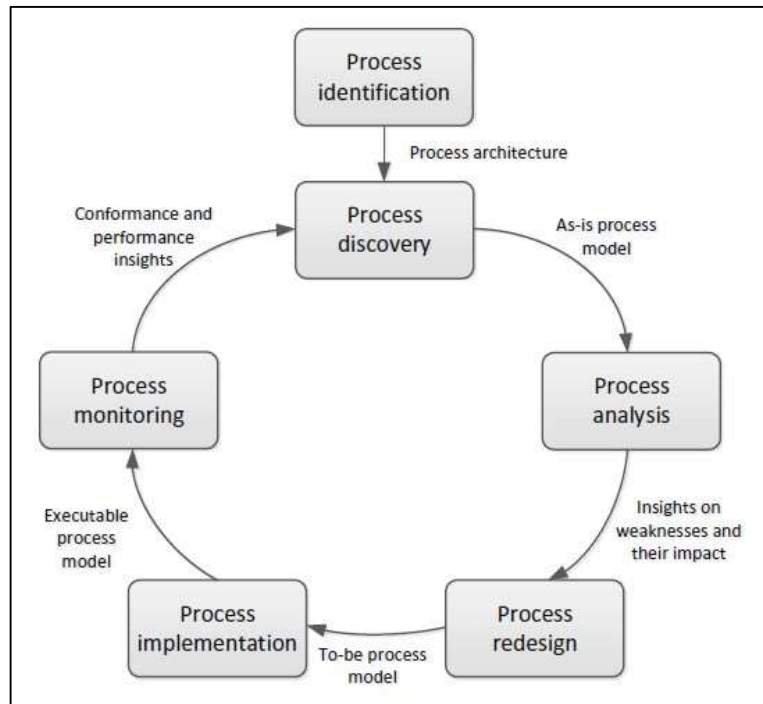 Process
identification
Process architecture
Process
discovery
As-is process
model
Process
analysis
Insights on
weaknesses and
their impact
Process
redesign
To-be process
model
Process
implementation
Executable
process
model
Process
monitoring
Conformance and
performance
insights